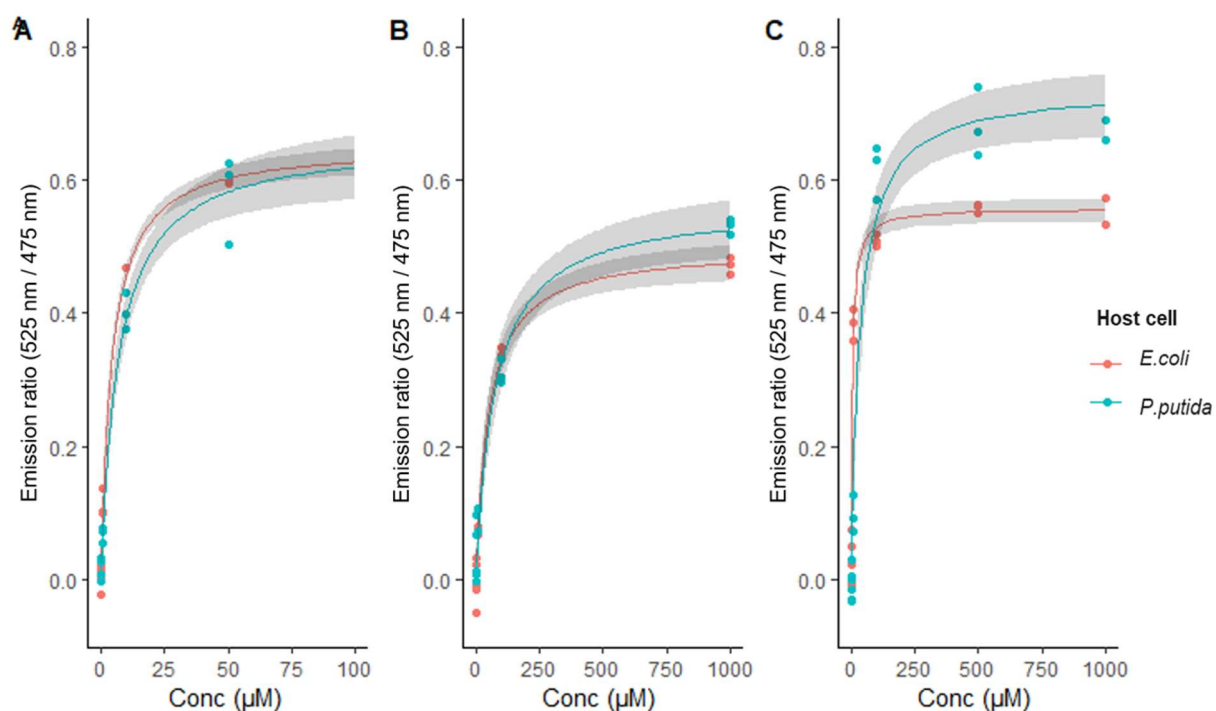 A
A
B
C
Emission ratio (525 nm / 475 nm)
0.8
0.6
0.4
0.2
0.0
0 25 50 75 100
Conc (µM)
Emission ratio (525 nm / 475 nm)
0.8
0.6
0.4
0.2
0.0
0 250 500 750 1000
Conc (µM)
Emission ratio (525 nm / 475 nm)
0.8
0.6
0.4
0.2
0.0
0 250 500 750 1000
Conc (µM)
Host cell
E.coli
P.putida